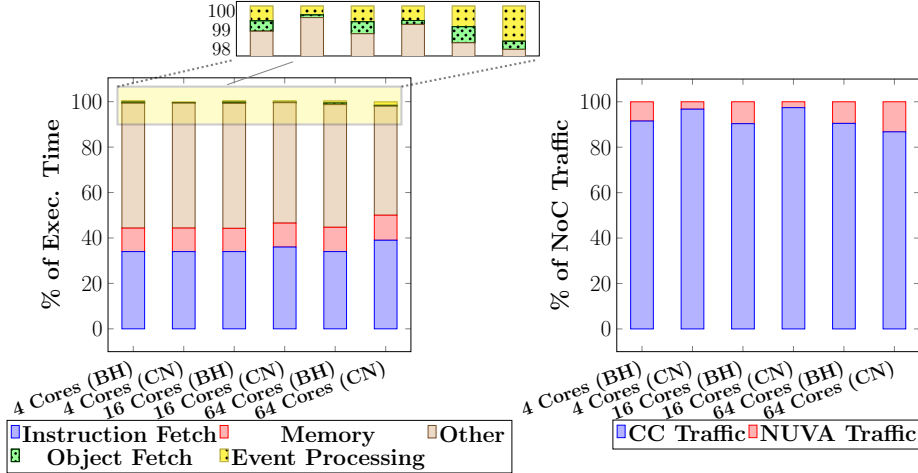 100
99
98
100
80
60
40
20
0
% of Exec. Time
4 Cores (BH)
4 Cores (CN)
16 Cores (BH)
16 Cores (CN)
64 Cores (BH)
64 Cores (CN)
Instruction Fetch Memory Other
Object Fetch Event Processing
100
80
60
40
20
0
% of NoC Traffic
4 Cores (BH)
4 Cores (CN)
16 Cores (BH)
16 Cores (CN)
64 Cores (BH)
64 Cores (CN)
CC Traffic NUVA Traffic